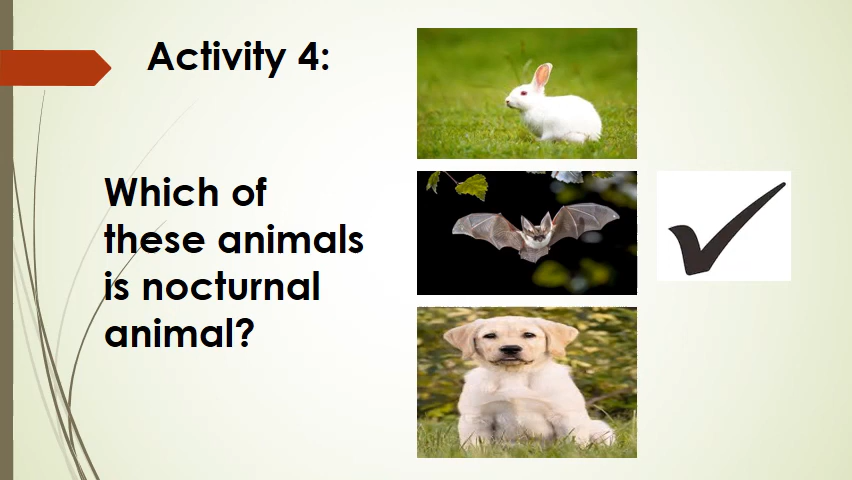 Activity 4:
Which of
these animals
is nocturnal
animal?